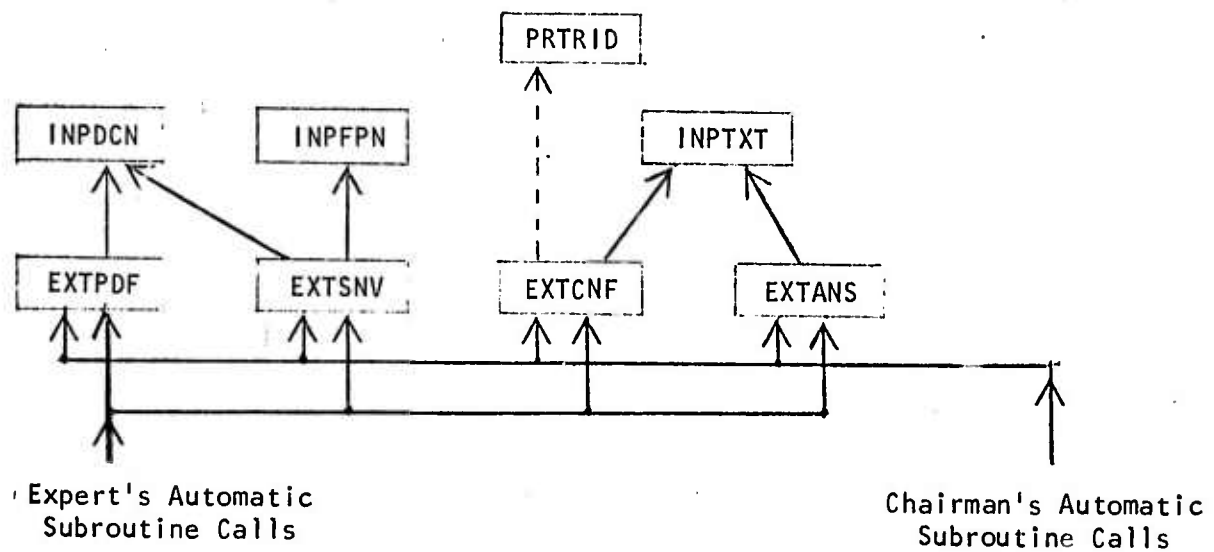 PRTRID
INPDCN
INPFPN
INPTXT
EXTPDF
EXTSNV
EXTCNF
EXTANS
Expert's Automatic
Subroutine Calls
Chairman's Automatic
Subroutine Calls